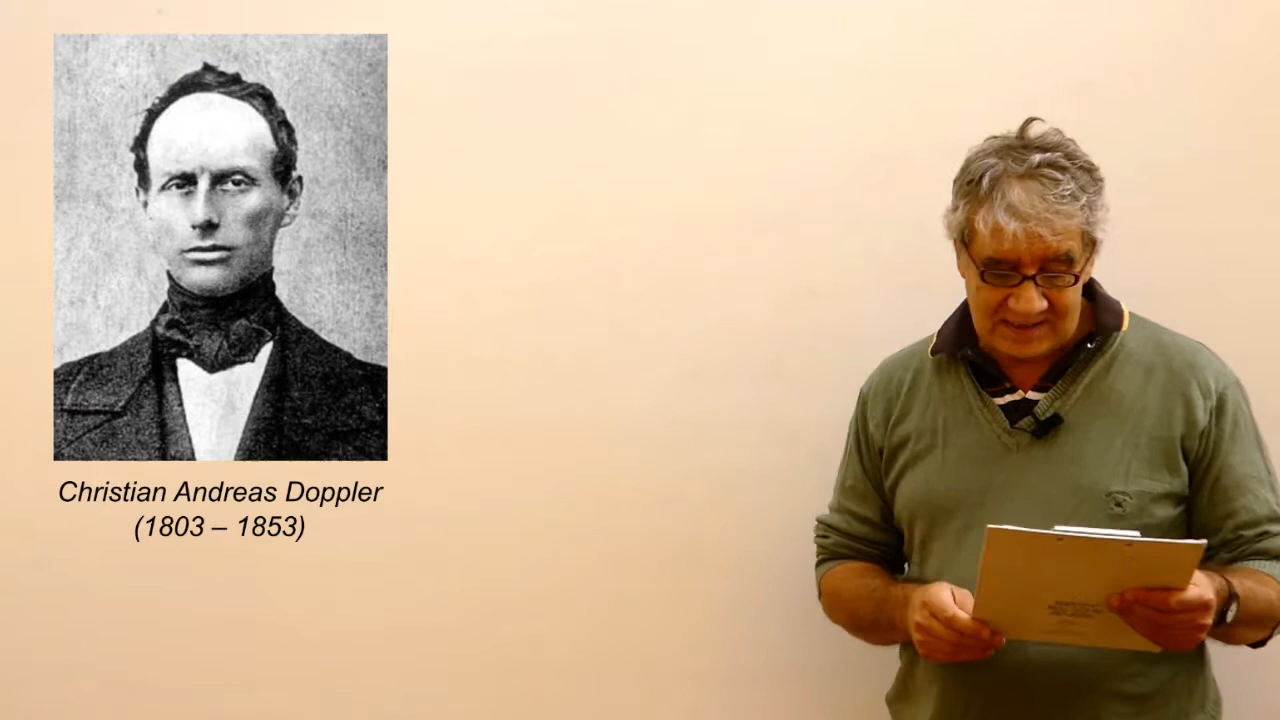 Christian Andreas Doppler
(1803 – 1853)